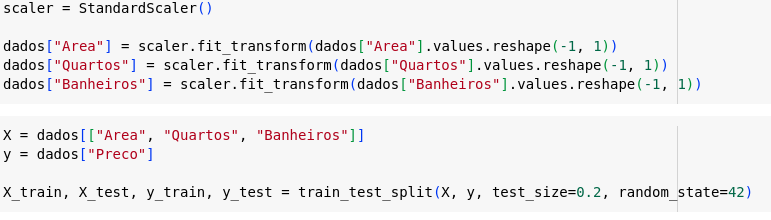 scaler = StandardScaler()
dados["Area"] = scaler.fit_transform(dados["Area"].values.reshape(-1, 1))
dados["Quartos"] = scaler.fit_transform(dados["Quartos"].values.reshape(-1, 1))
dados["Banheiros"] = scaler.fit_transform(dados["Banheiros"].values.reshape(-1, 1))
X = dados[["Area", "Quartos", "Banheiros"]]
y = dados["Preco"]
X_train, X_test, y_train, y_test = train_test_split(X, y, test_size=0.2, random_state=42)